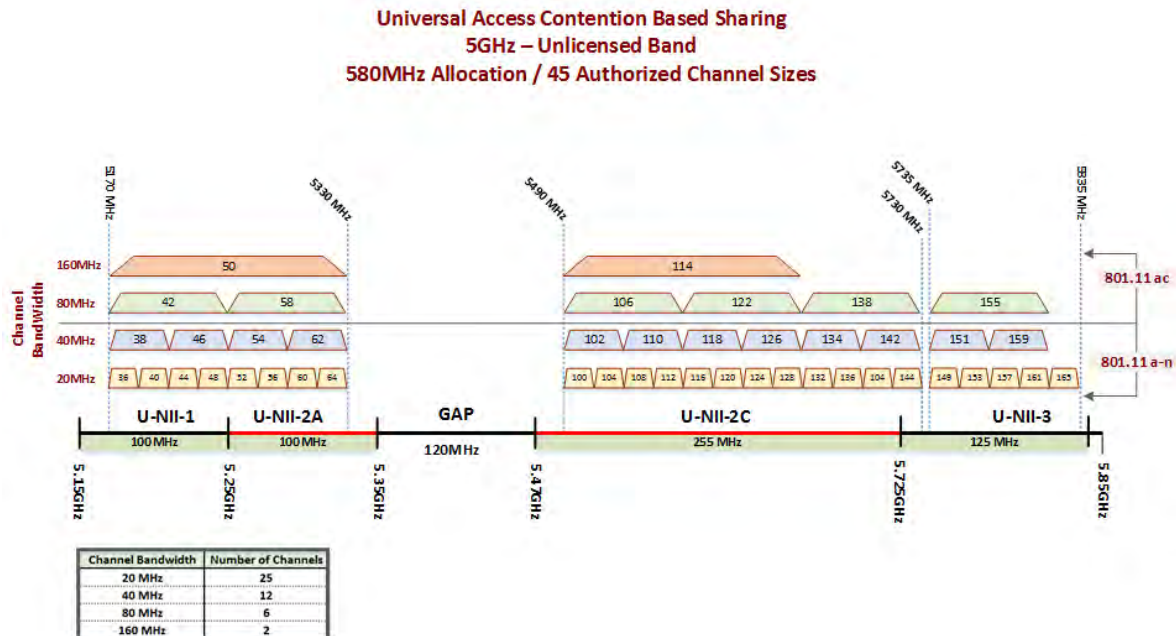 Universal Access Contention Based Sharing
5GHz – Unlicensed Band
580MHz Allocation / 45 Authorized Channel Sizes
5170 MHz
5330 MHz
5490 MHz
5735 MHz
5730 MHz
5835 MHz
Channel
BandWidth
160MHz
50
114
801.11 ac
80MHz
42
58
106
122
138
155
40MHz
38
46
54
62
102
110
118
126
134
142
151
159
801.11 a-n
20MHz
36
40
44
48
52
56
60
64
100
104
108
112
116
120
124
128
132
136
104
144
149
153
157
161
165
U-NII-1
U-NII-2A
GAP
U-NII-2C
U-NII-3
100 MHz
100 MHz
120MHz
255 MHz
125 MHz
5.15GHz
5.25GHz
5.35GHz
5.47GHz
5.725GHz
5.85GHz
Channel Bandwidth Number of Channels
20 MHz 25
40 MHz 12
80 MHz 6
160 MHz 2